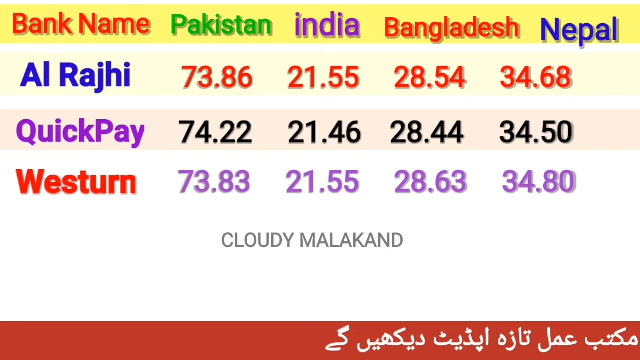 Bank Name Pakistan india Bangladesh Nepal
Al Rajhi 73.86 21.55 28.54 34.68
QuickPay 74.22 21.46 28.44 34.50
Westurn 73.83 21.55 28.63 34.80
CLOUDY MALAKAND
مکتب عمل تازہ اپڈیٹ دیکھیں گے